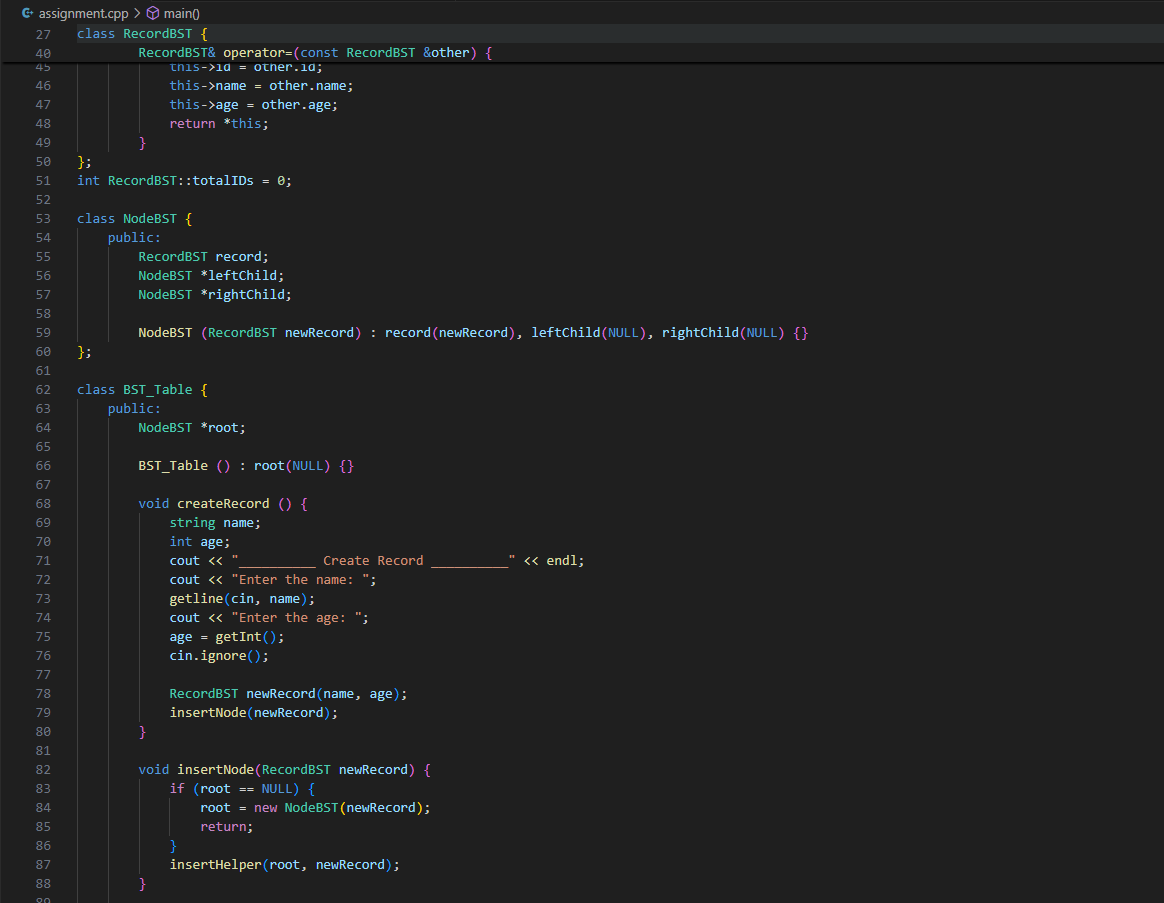 assignment.cpp > main()
27 class RecordBST {
40 RecordBST& operator=(const RecordBST &other) {
45 this->id = other.id;
46 this->name = other.name;
47 this->age = other.age;
48 return *this;
49 }
50 };
51 int RecordBST::totalIDs = 0;
52
53 class NodeBST {
54 public:
55 RecordBST record;
56 NodeBST *leftChild;
57 NodeBST *rightChild;
58
59 NodeBST (RecordBST newRecord) : record(newRecord), leftChild(NULL), rightChild(NULL) {}
60 };
61
62 class BST_Table {
63 public:
64 NodeBST *root;
65
66 BST_Table () : root(NULL) {}
67
68 void createRecord () {
69 string name;
70 int age;
71 cout << "__________ Create Record __________" << endl;
72 cout << "Enter the name: ";
73 getline(cin, name);
74 cout << "Enter the age: ";
75 age = getInt();
76 cin.ignore();
77
78 RecordBST newRecord(name, age);
79 insertNode(newRecord);
80 }
81
82 void insertNode(RecordBST newRecord) {
83 if (root == NULL) {
84 root = new NodeBST(newRecord);
85 return;
86 }
87 insertHelper(root, newRecord);
88 }
89